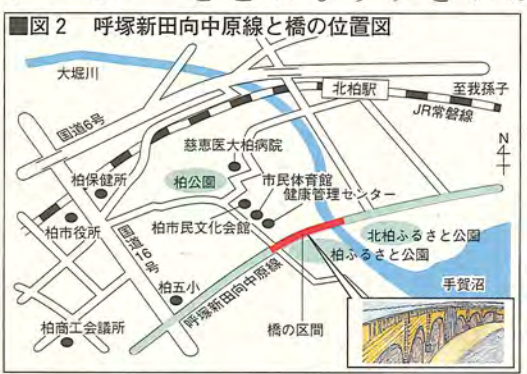 ■図2 呼塚新田向中原線と橋の位置図
大堀川
国道6号
北柏駅
至我孫子
JR常磐線
N
4
慈恵医大柏病院
柏保健所
柏公園
市民体育館
健康管理センター
柏市役所
国道16号
柏市民文化会館
北柏ふるさと公園
柏ふるさと公園
柏五小
呼塚新田向中原線
手賀沼
柏商工会議所
橋の区間